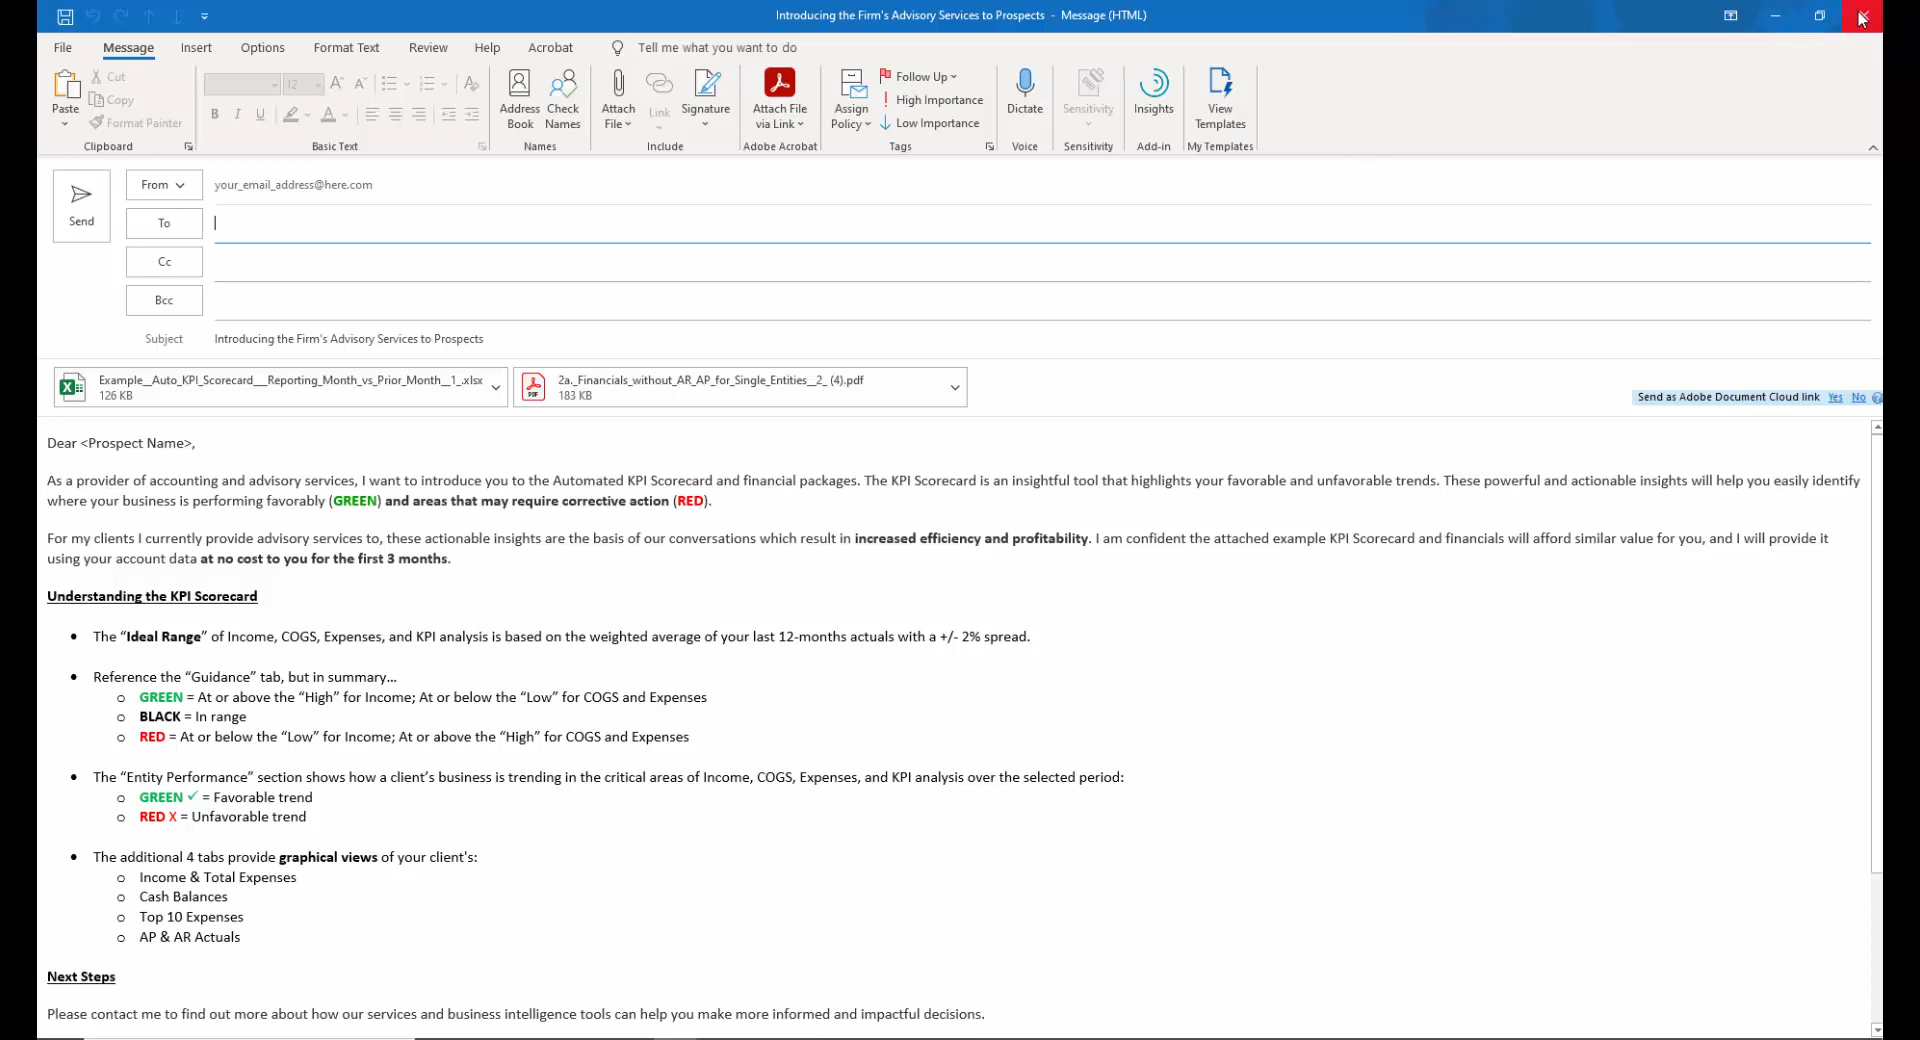 Introducing the Firm's Advisory Services to Prospects - Message (HTML)
File Message Insert Options Format Text Review Help Acrobat Tell me what you want to do
Paste
Cut
Copy
Format Painter
Clipboard
12
B I U
Basic Text
Address Book
Check Names
Names
Attach File
Link
Signature
Include
Attach File via Link
Adobe Acrobat
Assign Policy
Follow Up
High Importance
Low Importance
Tags
Dictate
Voice
Sensitivity
Sensitivity
Insights
Add-in
View Templates
My Templates
Send
From your_email_address@here.com
To
Cc
Bcc
Subject Introducing the Firm's Advisory Services to Prospects
Example__Auto_KPI_Scorecard___Reporting_Month_vs_Prior_Month__1_.xlsx
126 KB
2a._Financials_without_AR_AP_for_Single_Entities__2_ (4).pdf
183 KB
PDF
Send as Adobe Document Cloud link Yes No ?
Dear <Prospect Name>,
As a provider of accounting and advisory services, I want to introduce you to the Automated KPI Scorecard and financial packages. The KPI Scorecard is an insightful tool that highlights your favorable and unfavorable trends. These powerful and actionable insights will help you easily identify
where your business is performing favorably (GREEN) and areas that may require corrective action (RED).
For my clients I currently provide advisory services to, these actionable insights are the basis of our conversations which result in increased efficiency and profitability. I am confident the attached example KPI Scorecard and financials will afford similar value for you, and I will provide it
using your account data at no cost to you for the first 3 months.
Understanding the KPI Scorecard
• The “Ideal Range” of Income, COGS, Expenses, and KPI analysis is based on the weighted average of your last 12-months actuals with a +/- 2% spread.
• Reference the “Guidance” tab, but in summary…
o GREEN = At or above the “High” for Income; At or below the “Low” for COGS and Expenses
o BLACK = In range
o RED = At or below the “Low” for Income; At or above the “High” for COGS and Expenses
• The “Entity Performance” section shows how a client’s business is trending in the critical areas of Income, COGS, Expenses, and KPI analysis over the selected period:
o GREEN ✓ = Favorable trend
o RED X = Unfavorable trend
• The additional 4 tabs provide graphical views of your client's:
o Income & Total Expenses
o Cash Balances
o Top 10 Expenses
o AP & AR Actuals
Next Steps
Please contact me to find out more about how our services and business intelligence tools can help you make more informed and impactful decisions.